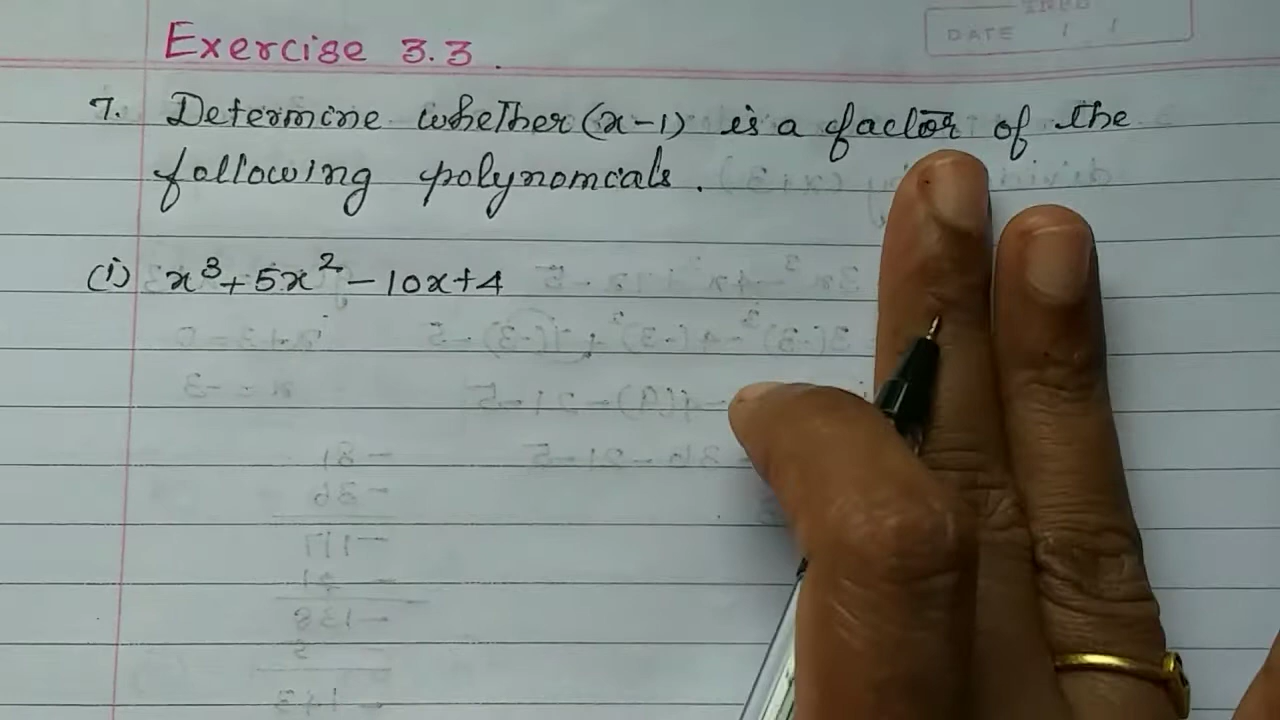 Exercise 3.3.
DATE / /
7. Determine whether (x-1) is a factor of the
following polynomials.
(i) x³+5x²-10x+4